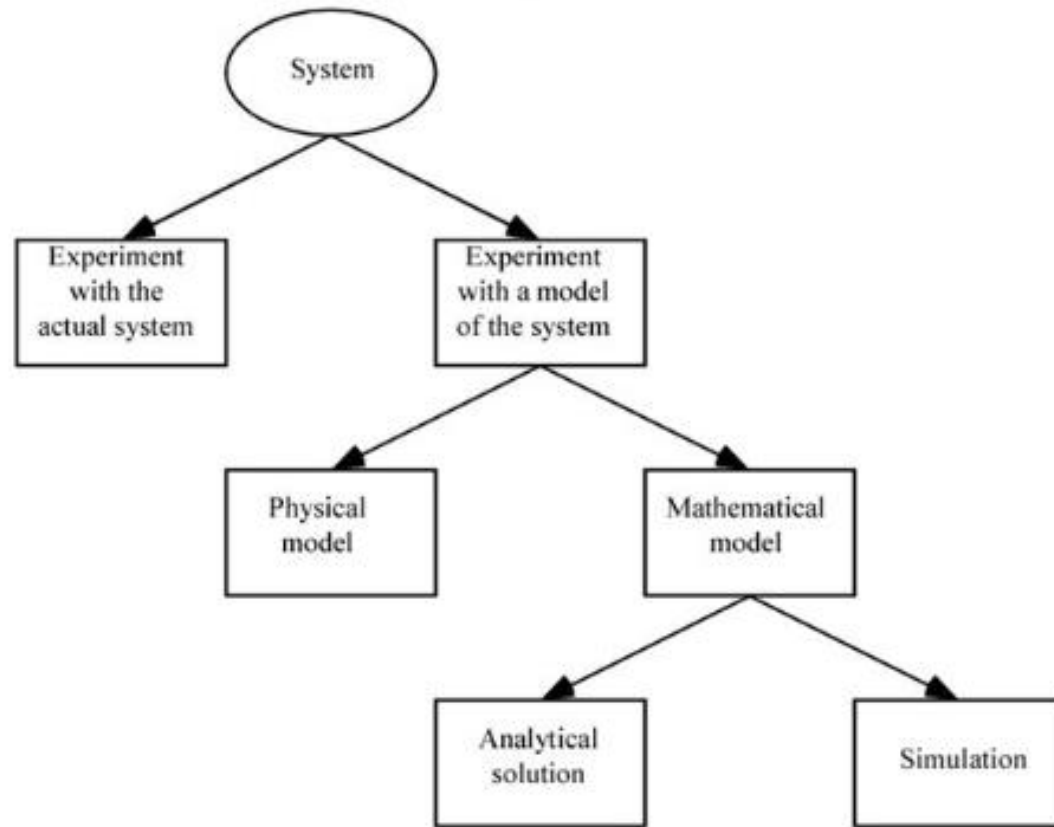 System
Experiment
with the
actual system
Experiment
with a model
of the system
Physical
model
Mathematical
model
Analytical
solution
Simulation